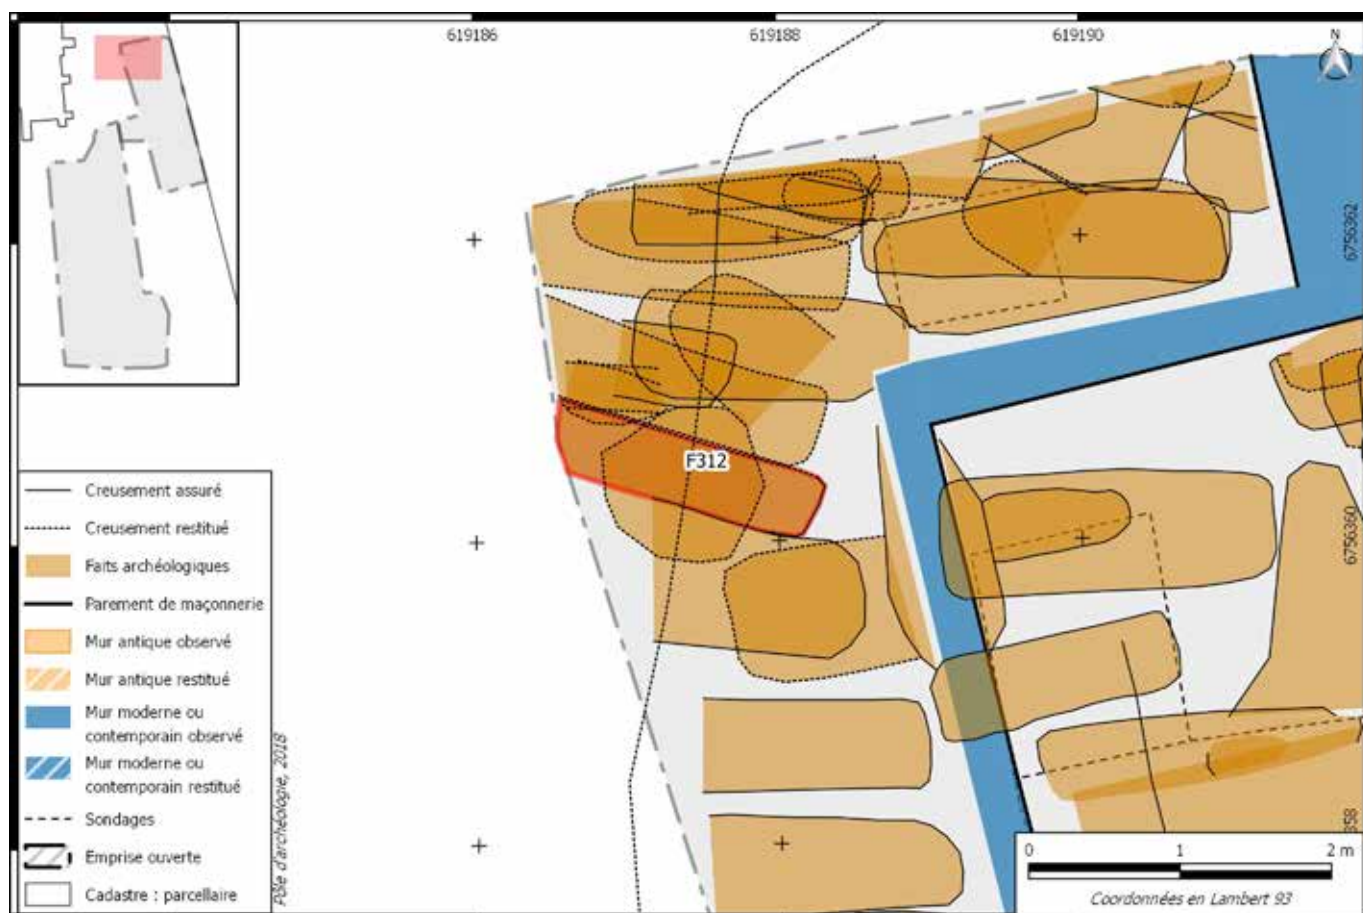 619186
619188
619190
N
6756362
F312
6756360
Creusement assuré
Creusement restitué
Faits archéologiques
Parement de maçonnerie
Mur antique observé
Mur antique restitué
Mur moderne ou
contemporain observé
Mur moderne ou
contemporain restitué
Sondages
Emprise ouverte
Cadastre : parcellaire
Pôle d'archéologie, 2018
358
0
1
2 m
Coordonnées en Lambert 93